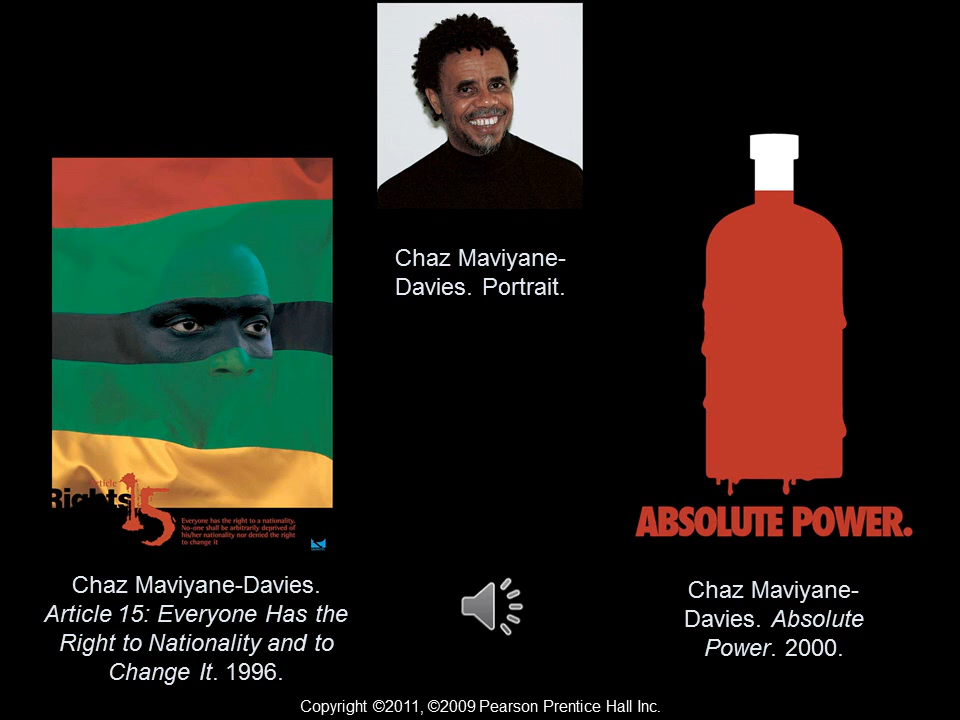 Chaz Maviyane-
Davies. Portrait.
Article
Rights 15
Everyone has the right to a nationality.
No-one shall be arbitrarily deprived of
his/her nationality nor denied the right
to change it
ABSOLUTE POWER.
Chaz Maviyane-Davies.
Article 15: Everyone Has the
Right to Nationality and to
Change It. 1996.
Chaz Maviyane-
Davies. Absolute
Power. 2000.
Copyright ©2011, ©2009 Pearson Prentice Hall Inc.